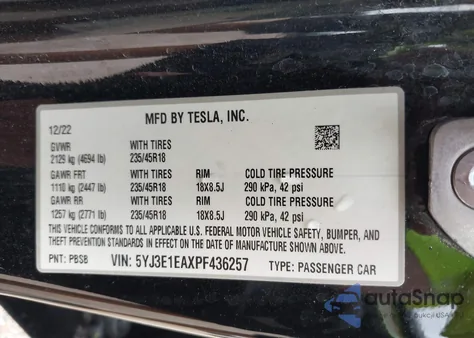 MFD BY TESLA, INC.
12/22
GVWR WITH TIRES
2129 kg (4694 lb) 235/45R18
GAWR FRT WITH TIRES RIM COLD TIRE PRESSURE
1110 kg (2447 lb) 235/45R18 18X8.5J 290 kPa, 42 psi
GAWR RR WITH TIRES RIM COLD TIRE PRESSURE
1257 kg (2771 lb) 235/45R18 18X8.5J 290 kPa, 42 psi
THIS VEHICLE CONFORMS TO ALL APPLICABLE U.S. FEDERAL MOTOR VEHICLE SAFETY, BUMPER, AND
THEFT PREVENTION STANDARDS IN EFFECT ON THE DATE OF MANUFACTURE SHOWN ABOVE.
PNT: PBSB VIN: 5YJ3E1EAXPF436257 TYPE: PASSENGER CAR
autoSnap